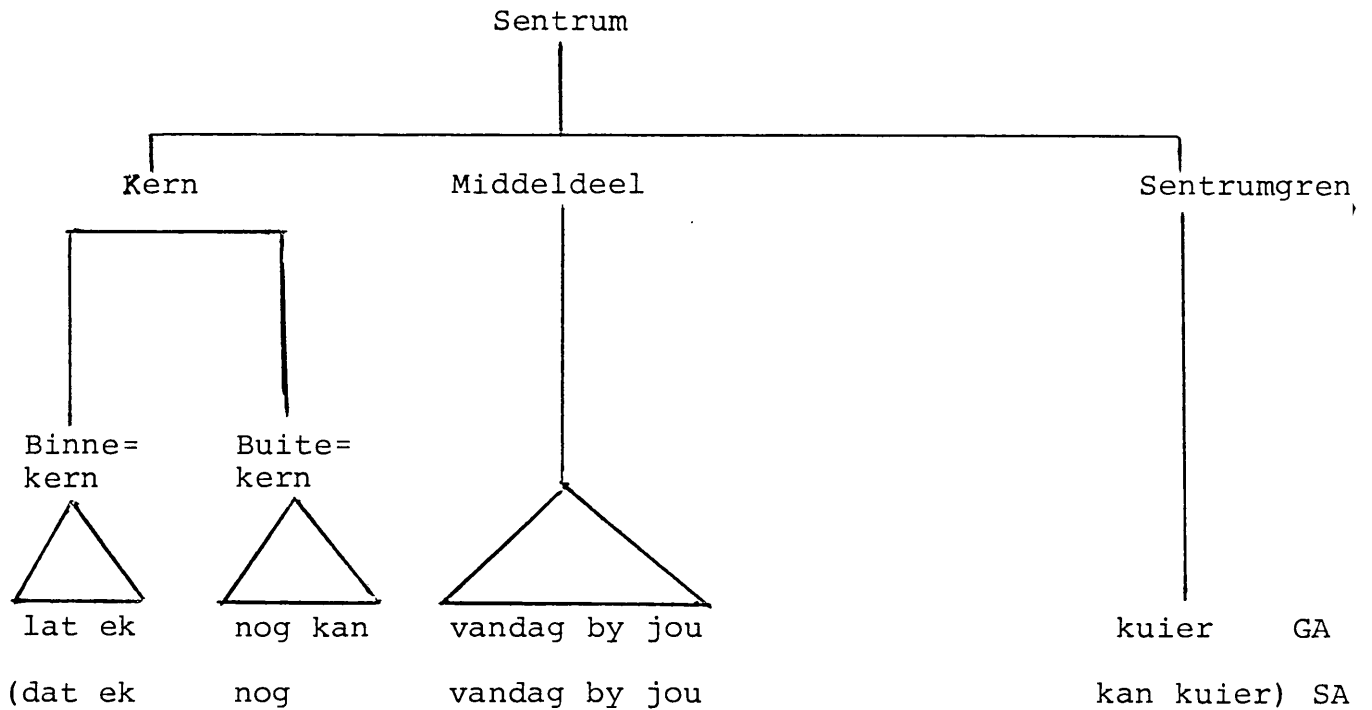 Sentrum
Kern Middeldeel Sentrumgren
Binne= Buite=
kern kern
lat ek nog kan vandag by jou kuier GA
(dat ek nog vandag by jou kan kuier) SA